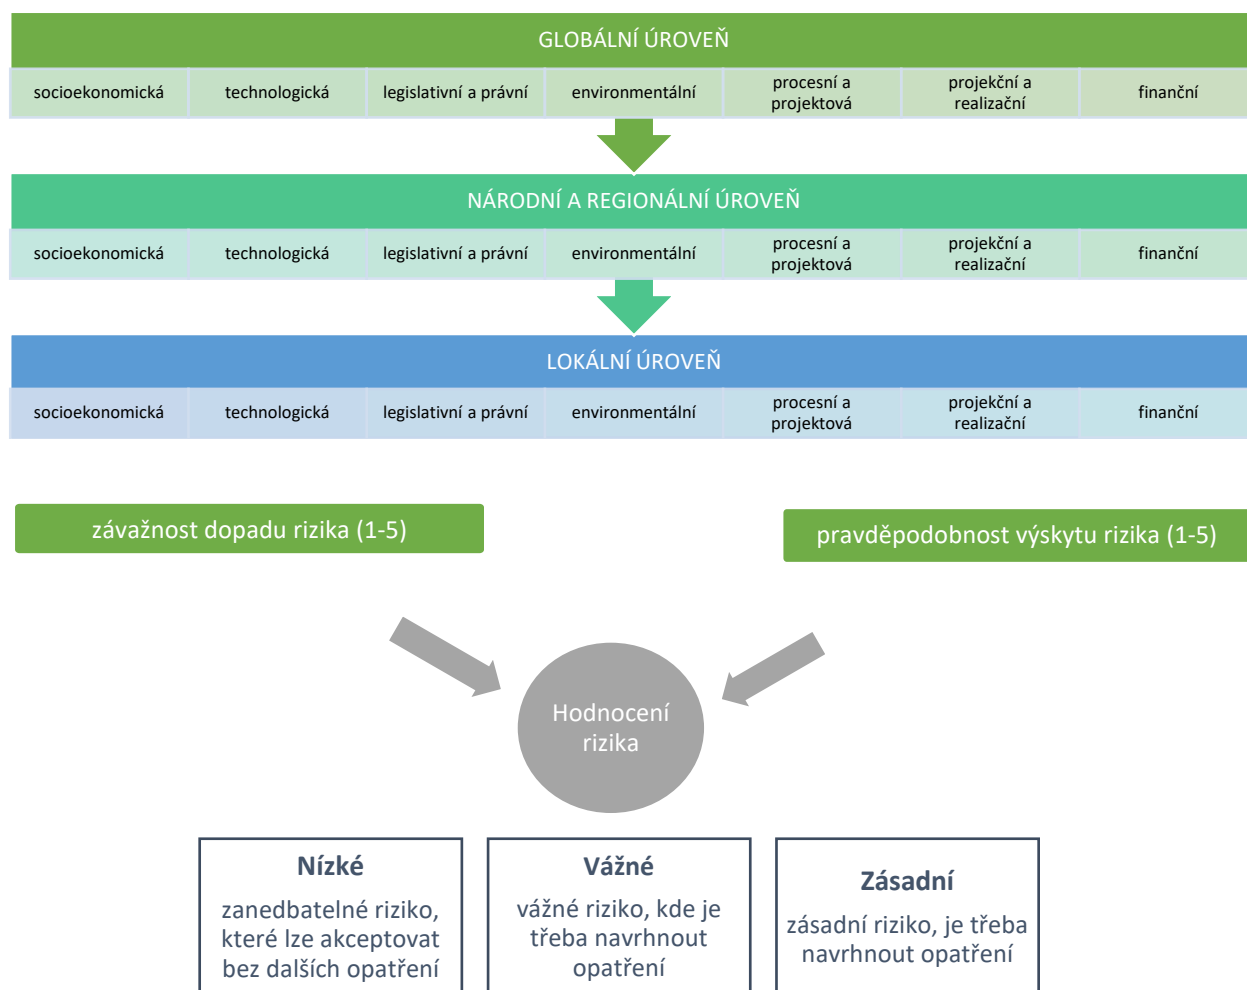 GLOBÁLNÍ ÚROVEŇ
socioekonomická
technologická
legislativní a právní
environmentální
procesní a
projektová
projekční a
realizační
finanční
NÁRODNÍ A REGIONÁLNÍ ÚROVEŇ
socioekonomická
technologická
legislativní a právní
environmentální
procesní a
projektová
projekční a
realizační
finanční
LOKÁLNÍ ÚROVEŇ
socioekonomická
technologická
legislativní a právní
environmentální
procesní a
projektová
projekční a
realizační
finanční
závažnost dopadu rizika (1-5)
pravděpodobnost výskytu rizika (1-5)
Hodnocení
rizika
Nízké
zanedbatelné riziko,
které lze akceptovat
bez dalších opatření
Vážné
vážné riziko, kde je
třeba navrhnout
opatření
Zásadní
zásadní riziko, je třeba
navrhnout opatření